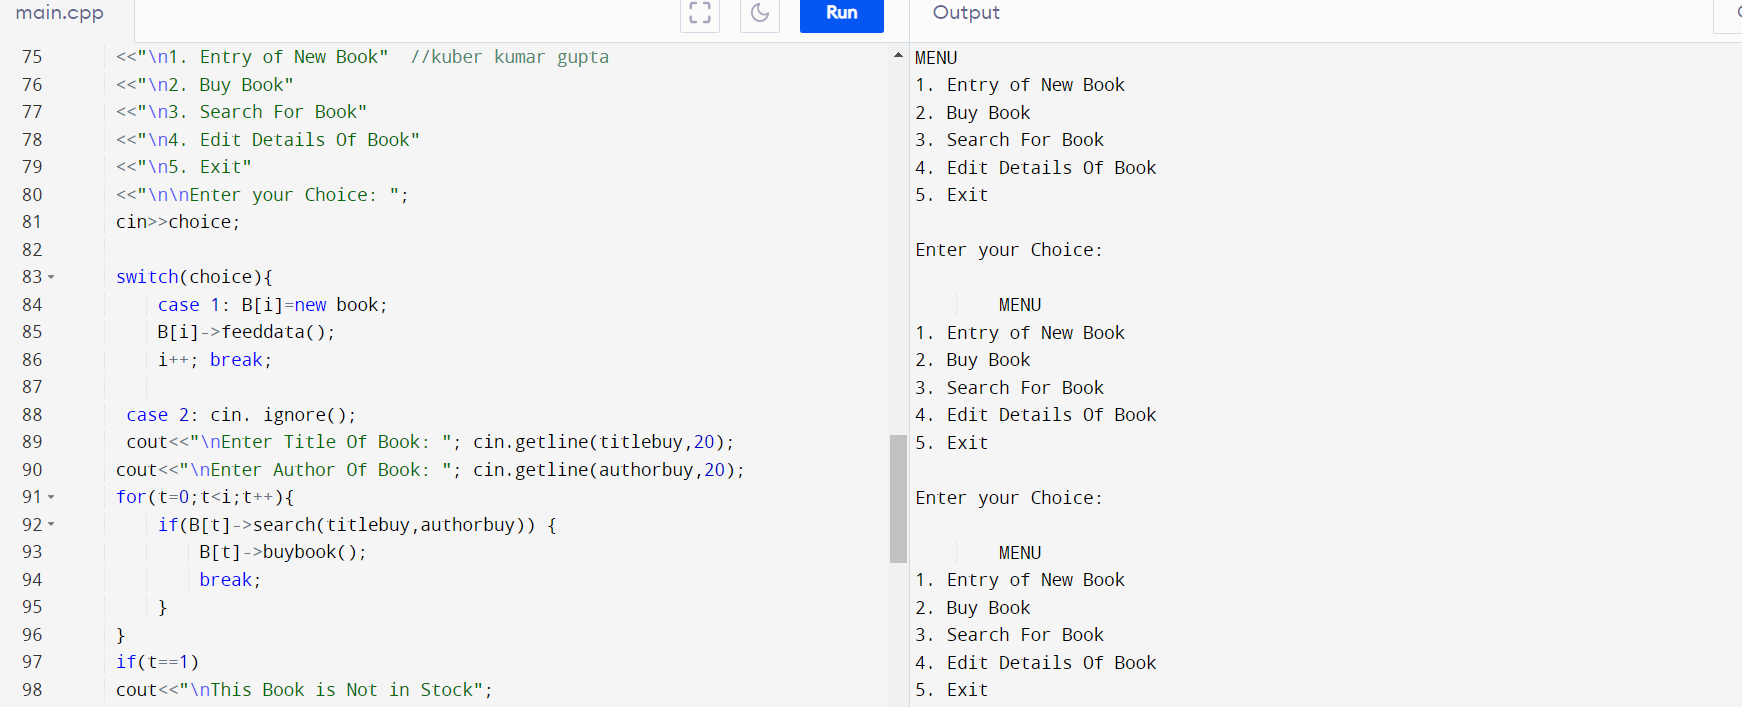 main.cpp
Run
Output
75 <<"\n1. Entry of New Book" //kuber kumar gupta
76 <<"\n2. Buy Book"
77 <<"\n3. Search For Book"
78 <<"\n4. Edit Details Of Book"
79 <<"\n5. Exit"
80 <<"\n\nEnter your Choice: ";
81 cin>>choice;
82
83 switch(choice){
84 case 1: B[i]=new book;
85 B[i]->feeddata();
86 i++; break;
87
88 case 2: cin. ignore();
89 cout<<"\nEnter Title Of Book: "; cin.getline(titlebuy,20);
90 cout<<"\nEnter Author Of Book: "; cin.getline(authorbuy,20);
91 for(t=0;t<i;t++){
92 if(B[t]->search(titlebuy,authorbuy)) {
93 B[t]->buybook();
94 break;
95 }
96 }
97 if(t==1)
98 cout<<"\nThis Book is Not in Stock";
MENU
1. Entry of New Book
2. Buy Book
3. Search For Book
4. Edit Details Of Book
5. Exit
Enter your Choice:
MENU
1. Entry of New Book
2. Buy Book
3. Search For Book
4. Edit Details Of Book
5. Exit
Enter your Choice:
MENU
1. Entry of New Book
2. Buy Book
3. Search For Book
4. Edit Details Of Book
5. Exit